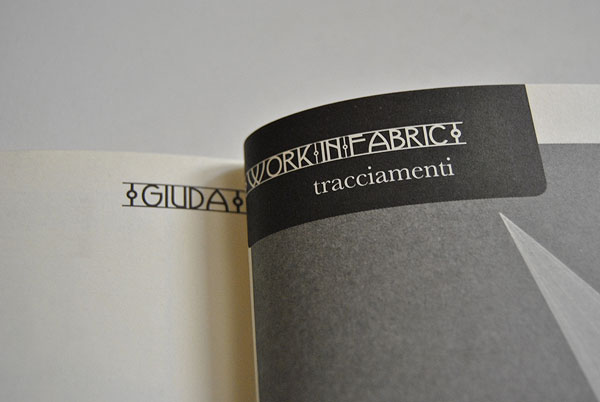 GIUDA
WORK IN FABRIC
tracciamenti